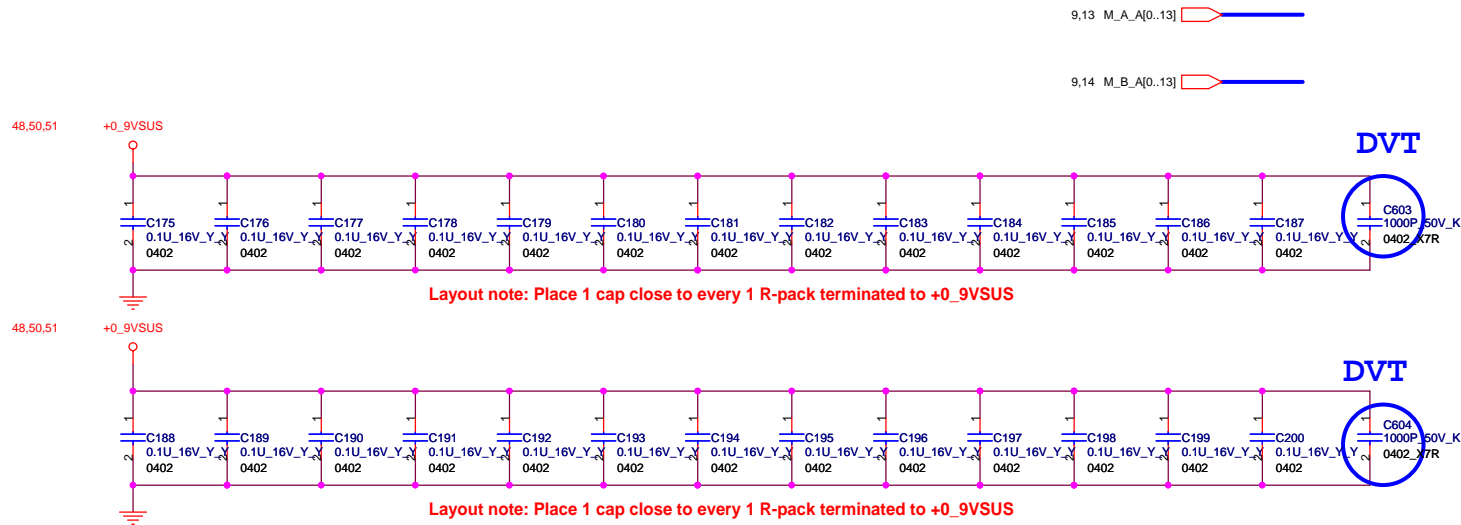 9,13 M_A_A[0..13]
9,14 M_B_A[0..13]
48,50,51 +0_9VSUS
DVT
1 1 1 1 1 1 1 1 1 1 1 1 1 1
C175 C176 C177 C178 C179 C180 C181 C182 C183 C184 C185 C186 C187 C603
0.1U_16V_Y_Y 0.1U_16V_Y_Y 0.1U_16V_Y_Y 0.1U_16V_Y_Y 0.1U_16V_Y_Y 0.1U_16V_Y_Y 0.1U_16V_Y_Y 0.1U_16V_Y_Y 0.1U_16V_Y_Y 0.1U_16V_Y_Y 0.1U_16V_Y_Y 0.1U_16V_Y_Y 0.1U_16V_Y_Y 1000P_50V_K
2 2 2 2 2 2 2 2 2 2 2 2 2 2
0402 0402 0402 0402 0402 0402 0402 0402 0402 0402 0402 0402 0402 0402_X7R
Layout note: Place 1 cap close to every 1 R-pack terminated to +0_9VSUS
48,50,51 +0_9VSUS
DVT
1 1 1 1 1 1 1 1 1 1 1 1 1 1
C188 C189 C190 C191 C192 C193 C194 C195 C196 C197 C198 C199 C200 C604
0.1U_16V_Y_Y 0.1U_16V_Y_Y 0.1U_16V_Y_Y 0.1U_16V_Y_Y 0.1U_16V_Y_Y 0.1U_16V_Y_Y 0.1U_16V_Y_Y 0.1U_16V_Y_Y 0.1U_16V_Y_Y 0.1U_16V_Y_Y 0.1U_16V_Y_Y 0.1U_16V_Y_Y 0.1U_16V_Y_Y 1000P_50V_K
2 2 2 2 2 2 2 2 2 2 2 2 2 2
0402 0402 0402 0402 0402 0402 0402 0402 0402 0402 0402 0402 0402 0402_X7R
Layout note: Place 1 cap close to every 1 R-pack terminated to +0_9VSUS